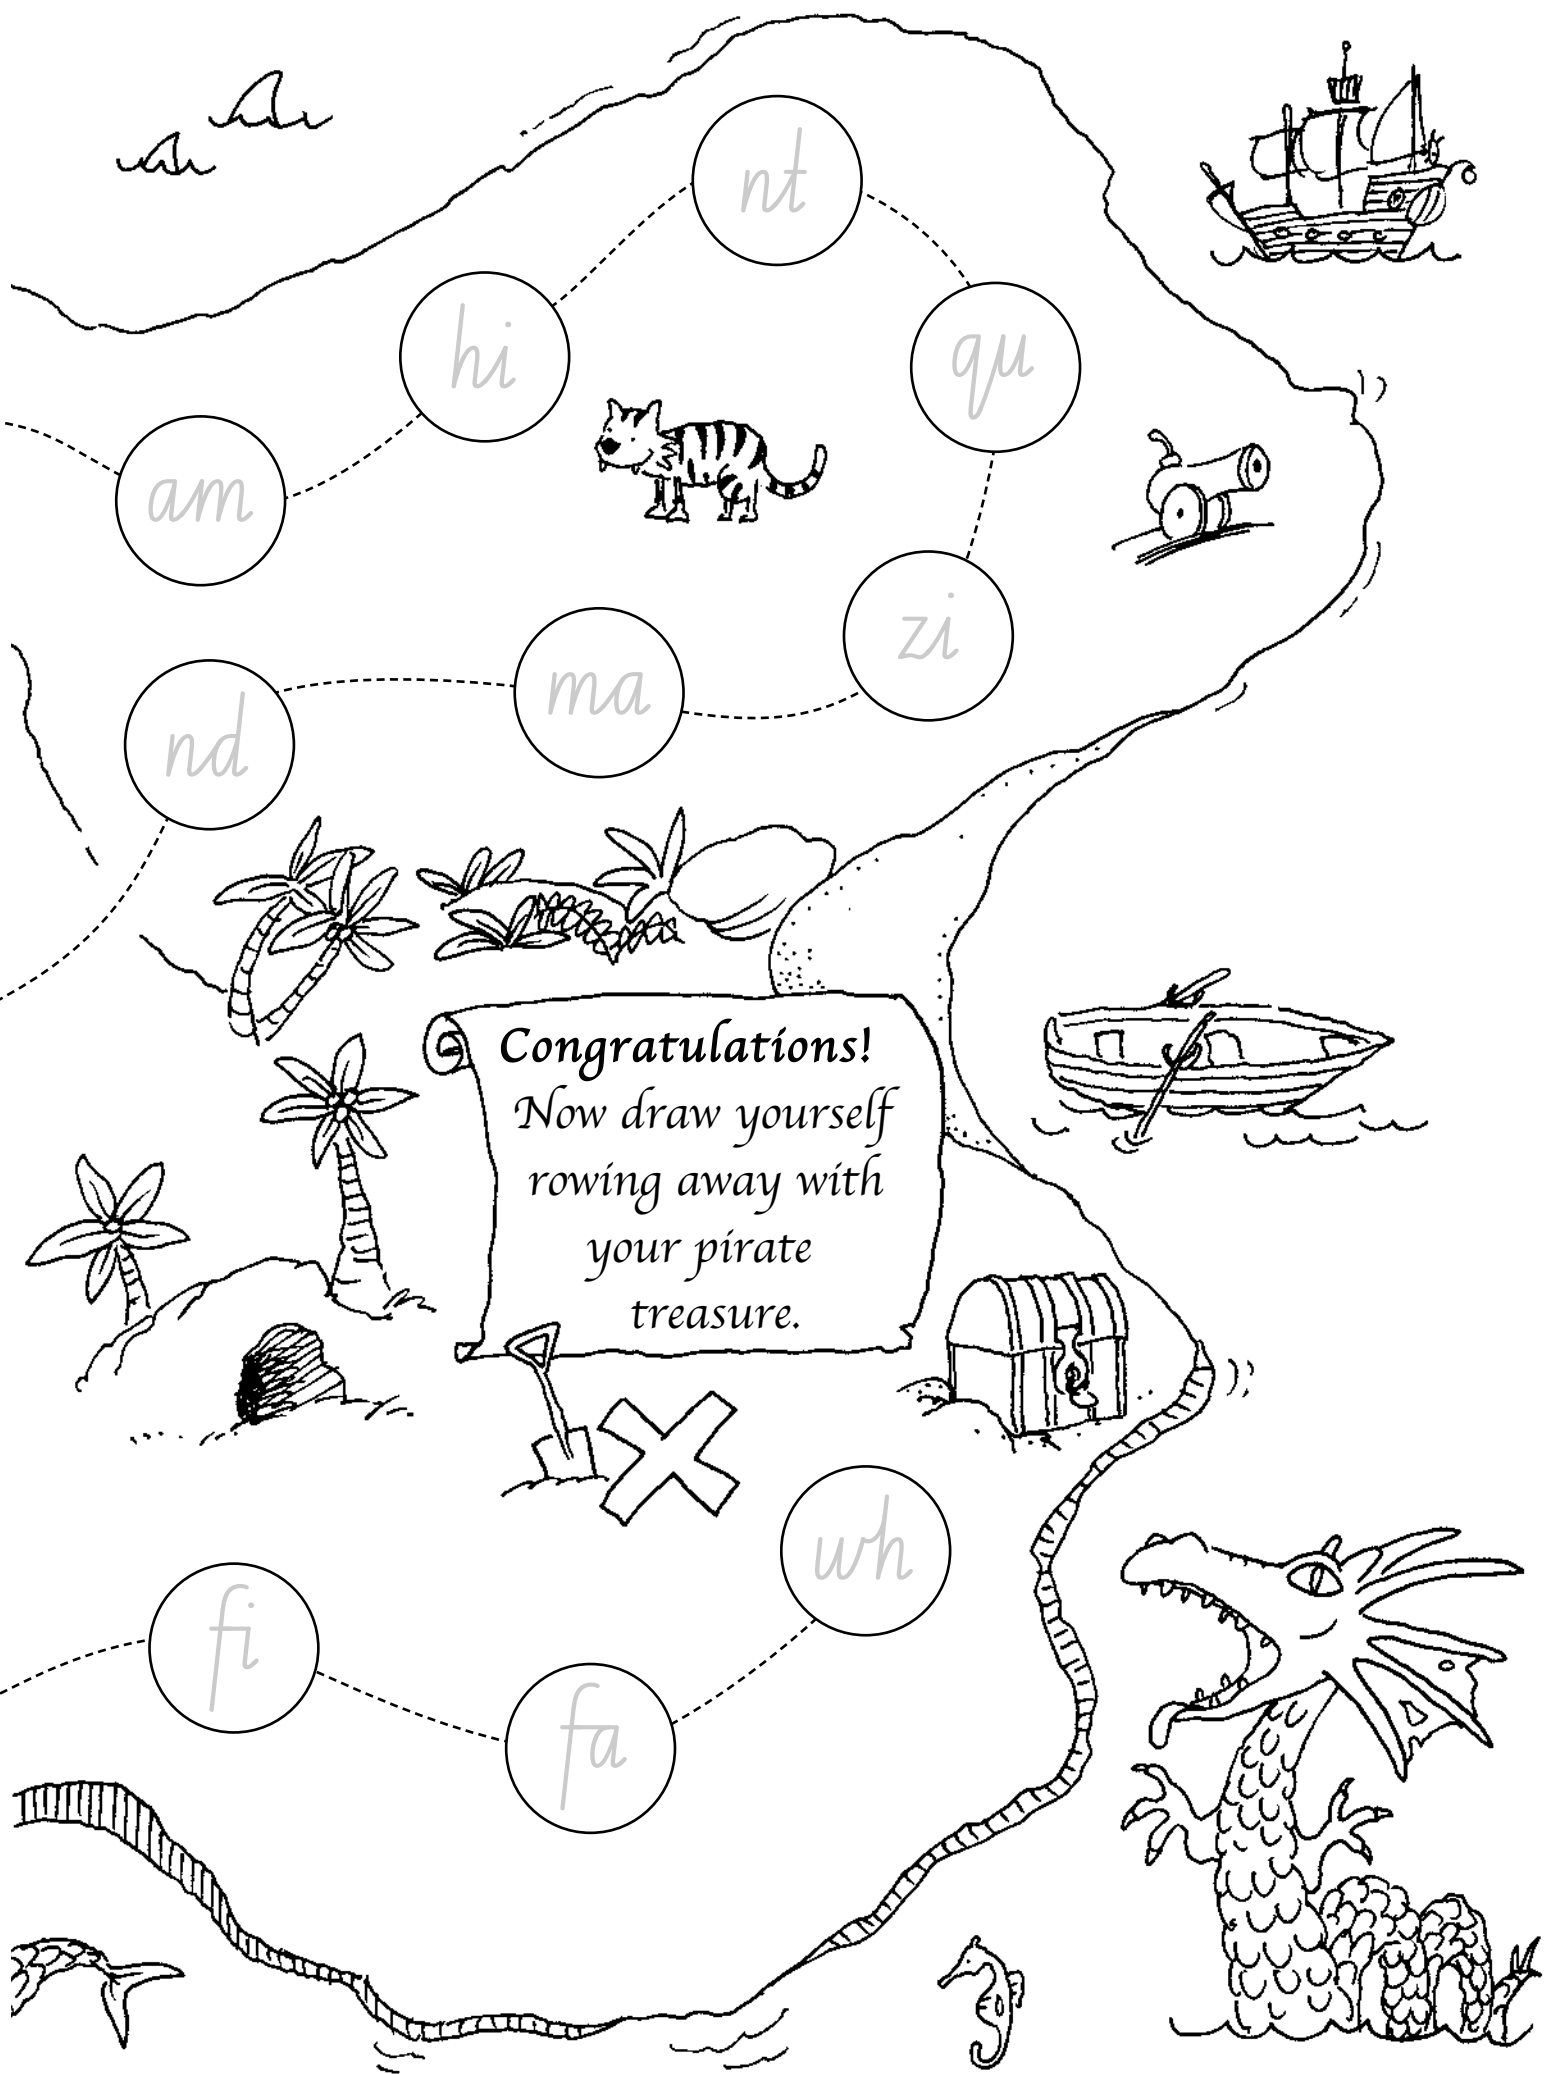 nt
hi
qu
am
zi
ma
nd
Congratulations!
Now draw yourself
rowing away with
your pirate
treasure.
wh
fi
fa